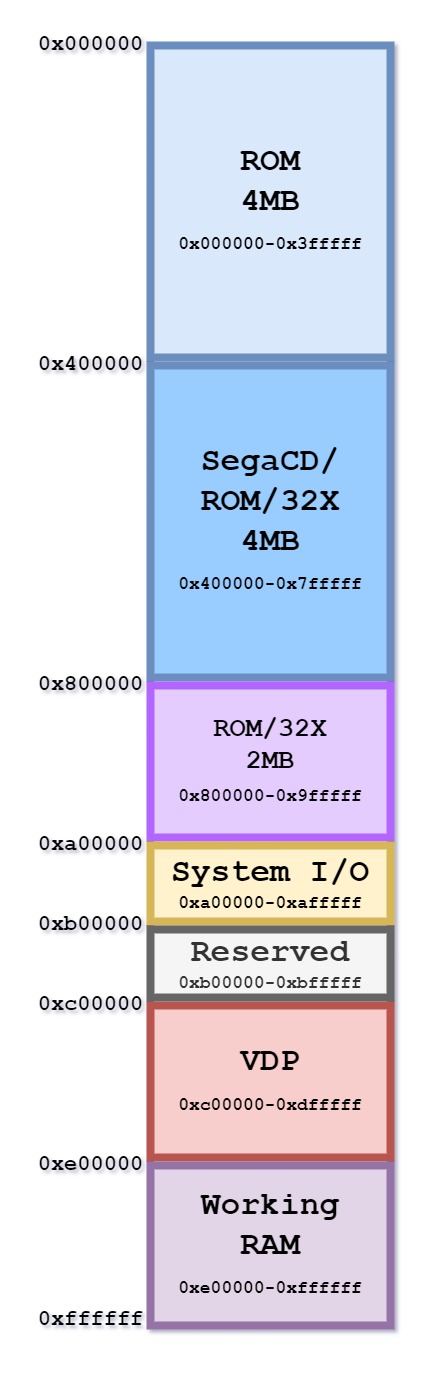 0x000000
ROM
4MB
0x000000-0x3fffff
0x400000
SegaCD/
ROM/32X
4MB
0x400000-0x7fffff
0x800000
ROM/32X
2MB
0x800000-0x9fffff
0xa00000
System I/O
0xa00000-0xafffff
0xb00000
Reserved
0xb00000-0xbfffff
0xc00000
VDP
0xc00000-0xdfffff
0xe00000
Working
RAM
0xe00000-0xffffff
0xffffff